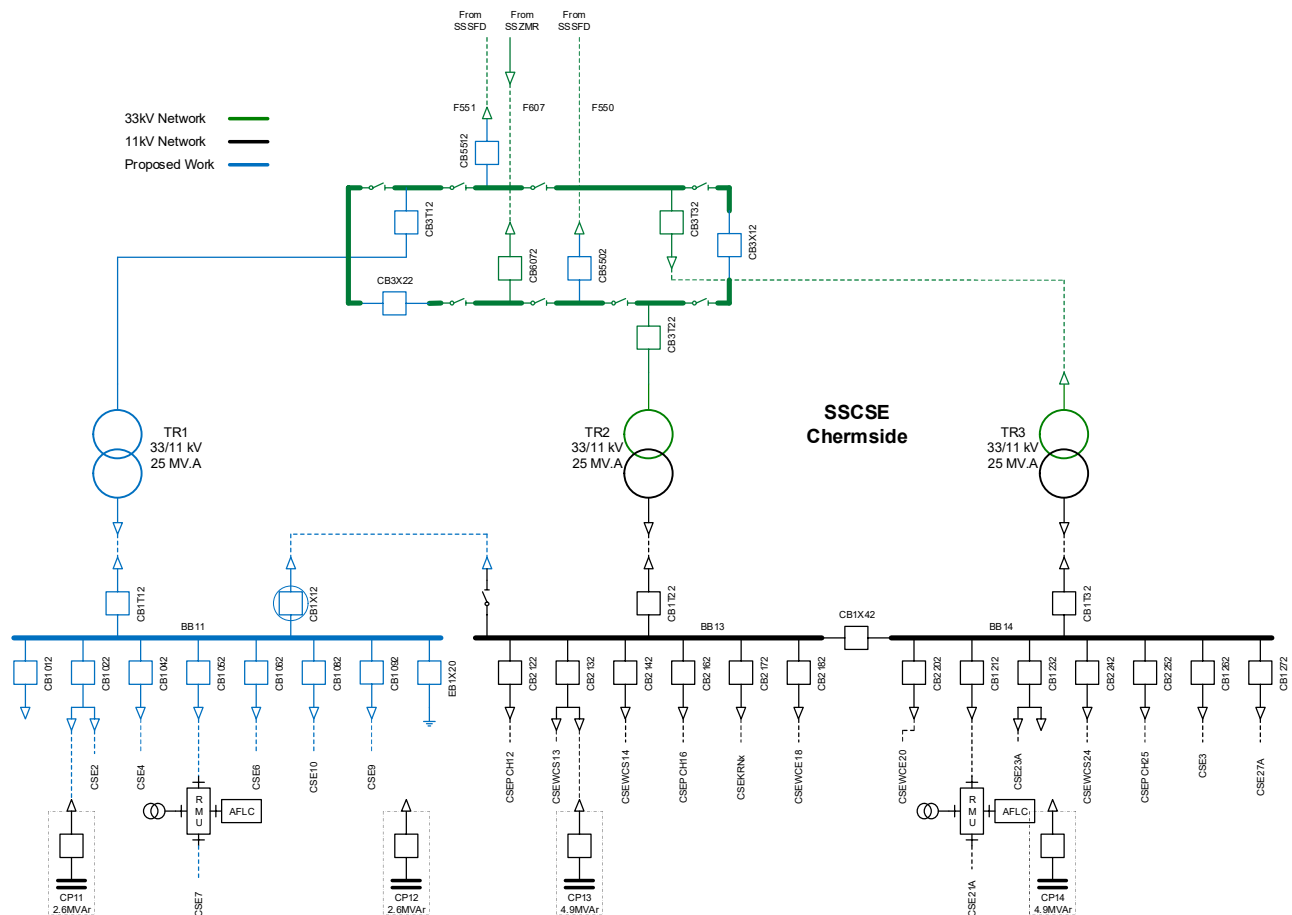 From
SSSFD
From
SSZMR
From
SSSFD
33kV Network
11kV Network
Proposed Work
F551
F607
F550
CB5512
CB3T12
CB3T32
CB3X12
CB6072
CB5502
CB3X22
CB3T22
SSCSE
Chermside
TR1
33/11 kV
25 MV.A
TR2
33/11 kV
25 MV.A
TR3
33/11 kV
25 MV.A
CB1T12
CB1X12
CB1T22
CB1T32
BB11
BB13
CB1X42
BB14
CB1012
CB1022
CB1042
CB1052
CB1062
CB1082
CB1092
EB1X20
CB2122
CB2132
CB2142
CB2162
CB2172
CB2182
CB2202
CB1212
CB1232
CB2242
CB2252
CB1262
CB1272
CSE2
CSE4
CSE6
CSE10
CSE9
CSEPCH12
CSEWCS13
CSEWCS14
CSEPCH16
CSEKRNx
CSEWCE18
CSEWCE20
CSE23A
CSEWCS24
CSEPCH25
CSE3
CSE27A
RMU
AFLC
RMU
AFLC
CSE7
CSE21A
CP11
2.6MVAr
CP12
2.6MVAr
CP13
4.9MVAr
CP14
4.9MVAr